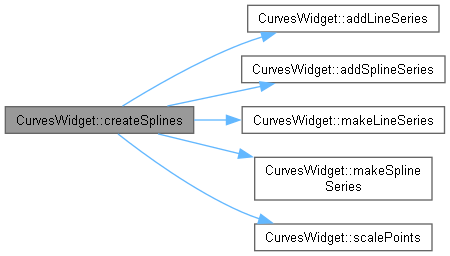 CurvesWidget::addLineSeries
CurvesWidget::addSplineSeries
CurvesWidget::createSplines
CurvesWidget::makeLineSeries
CurvesWidget::makeSpline
Series
CurvesWidget::scalePoints